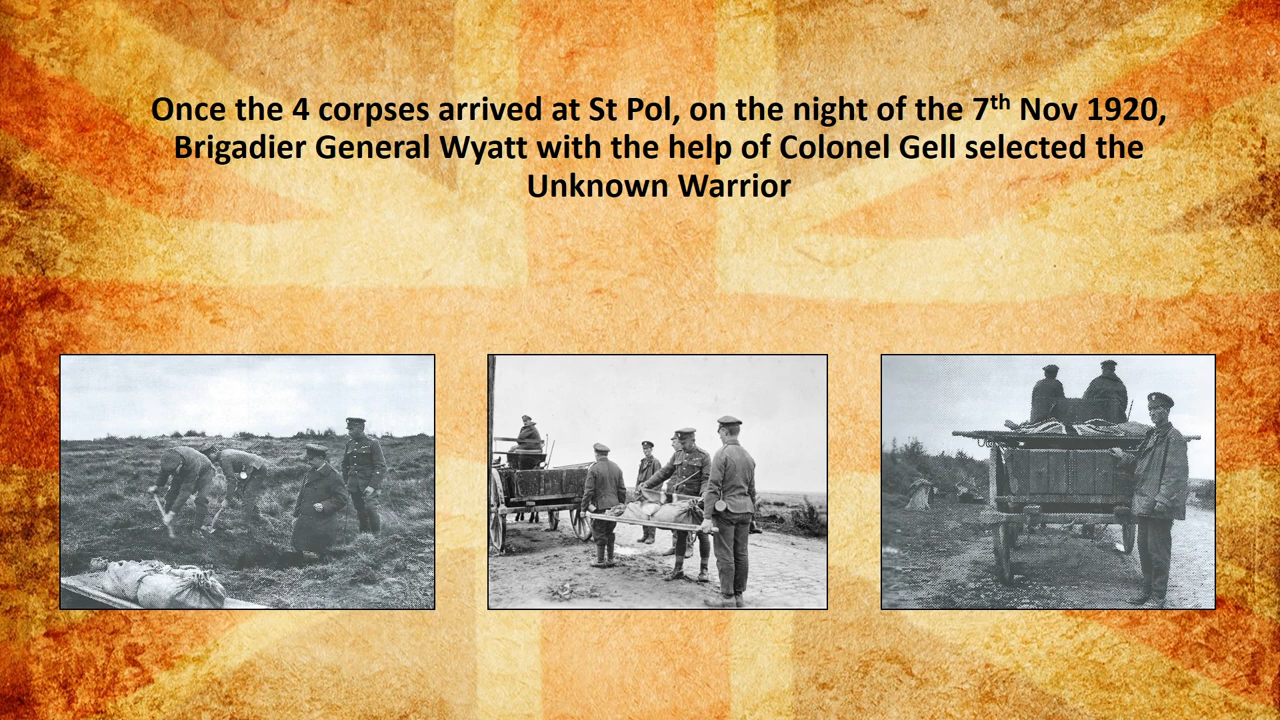 Once the 4 corpses arrived at St Pol, on the night of the 7th Nov 1920,
Brigadier General Wyatt with the help of Colonel Gell selected the
Unknown Warrior